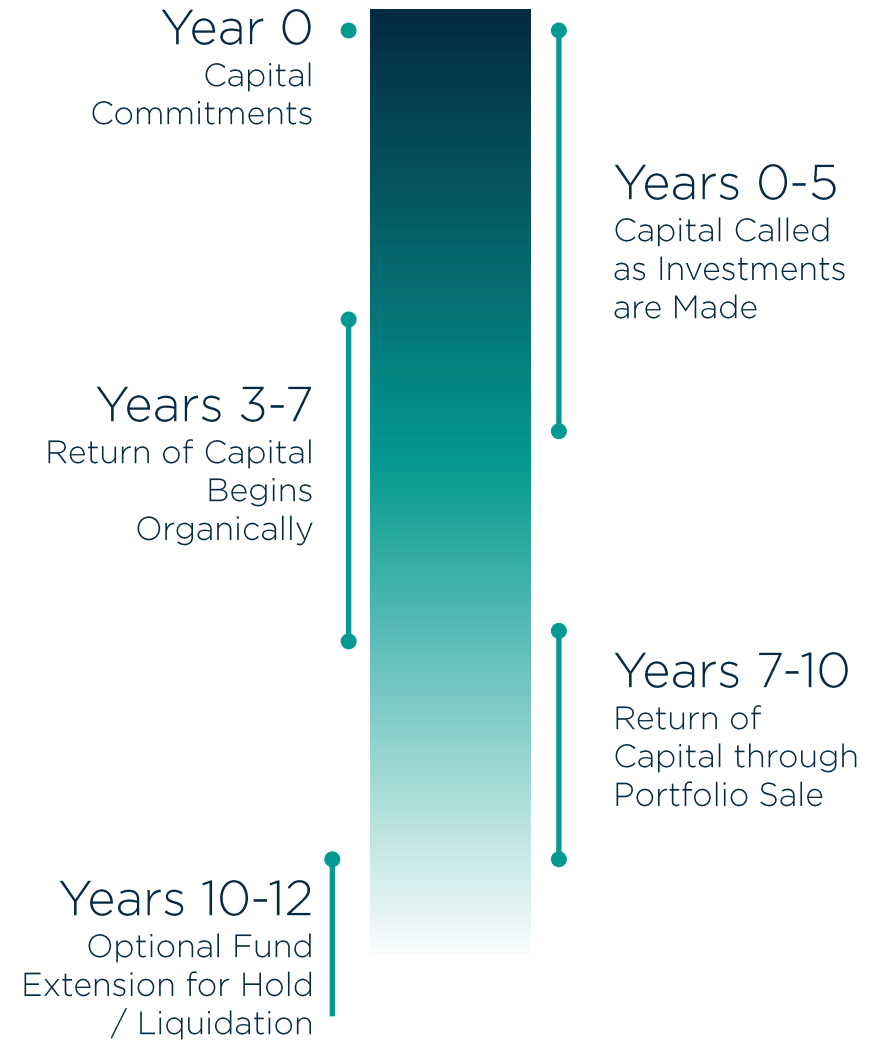 Year 0
Capital
Commitments
Years 0-5
Capital Called
as Investments
are Made
Years 3-7
Return of Capital
Begins
Organically
Years 7-10
Return of
Capital through
Portfolio Sale
Years 10-12
Optional Fund
Extension for Hold
/ Liquidation